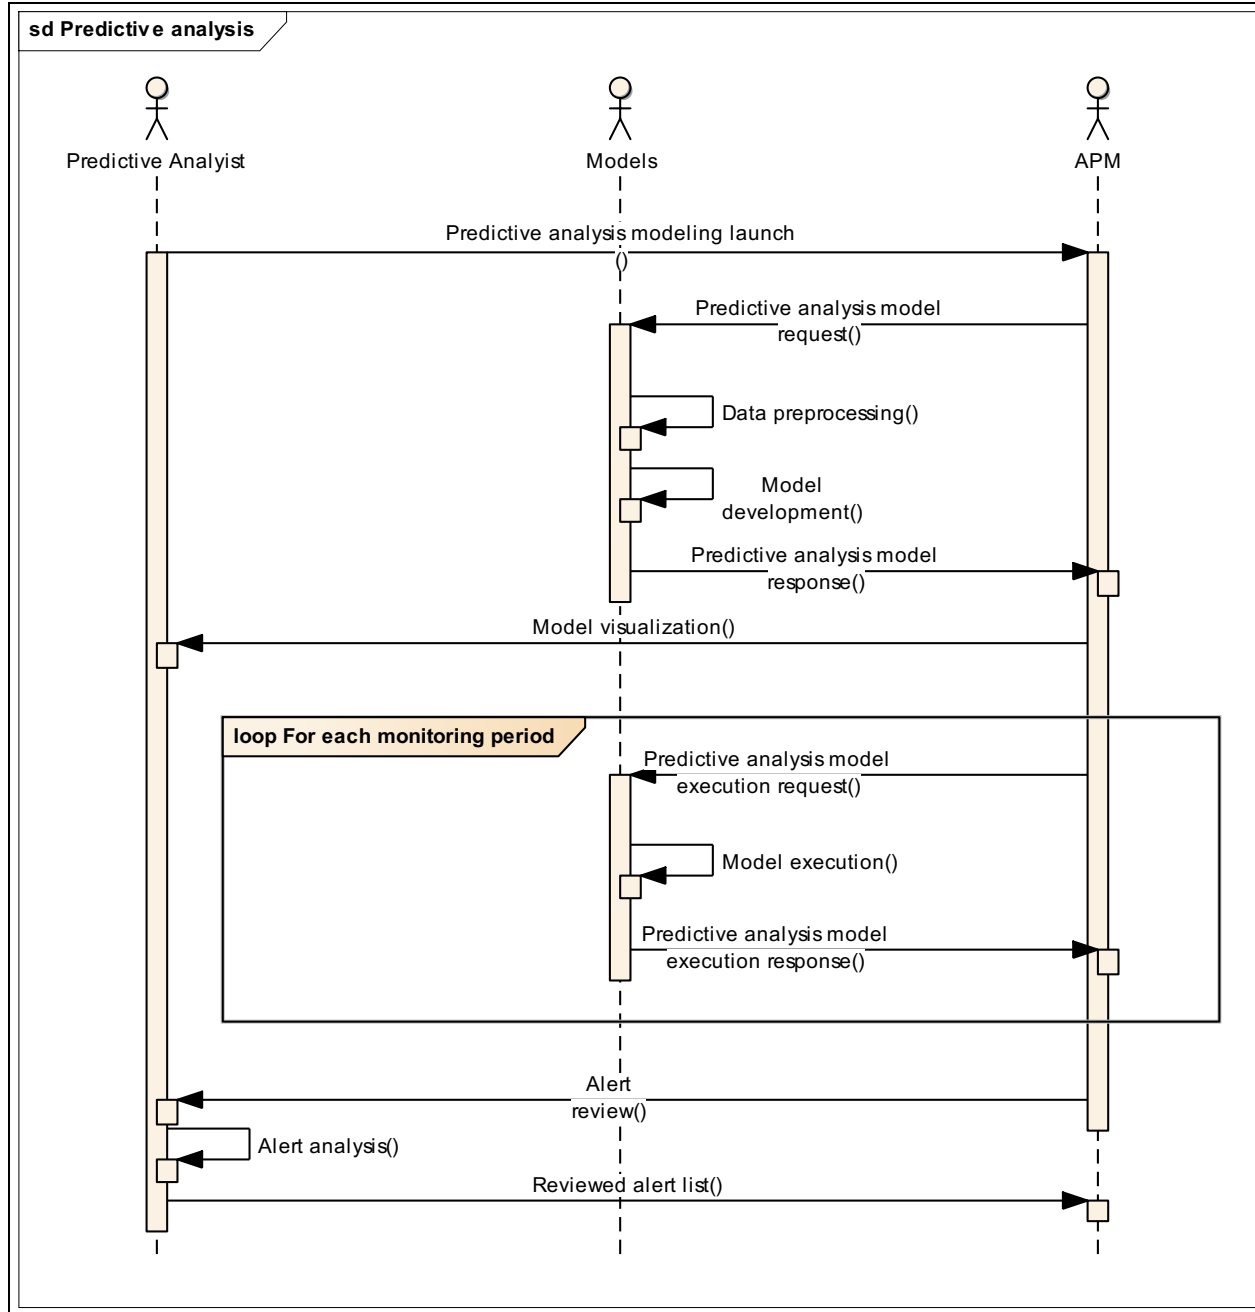 sd Predictive analysis
Predictive Analyist
Models
APM
Predictive analysis modeling launch
()
Predictive analysis model
request()
Data preprocessing()
Model
development()
Predictive analysis model
response()
Model visualization()
loop For each monitoring period
Predictive analysis model
execution request()
Model execution()
Predictive analysis model
execution response()
Alert
review()
Alert analysis()
Reviewed alert list()